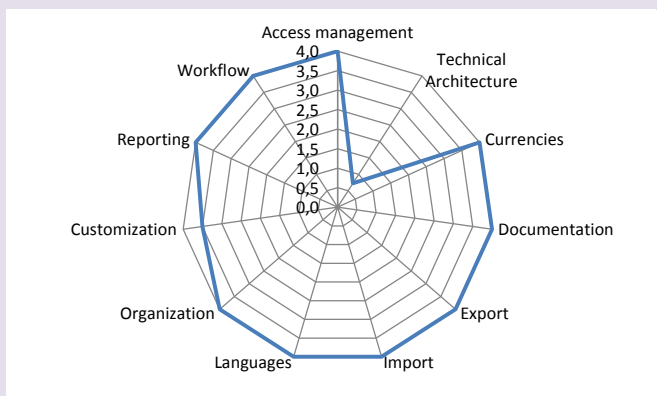 Access management
4,0
3,5
3,0
2,5
2,0
1,5
1,0
0,5
0,0
Technical
Architecture
Currencies
Documentation
Export
Import
Languages
Organization
Customization
Reporting
Workflow